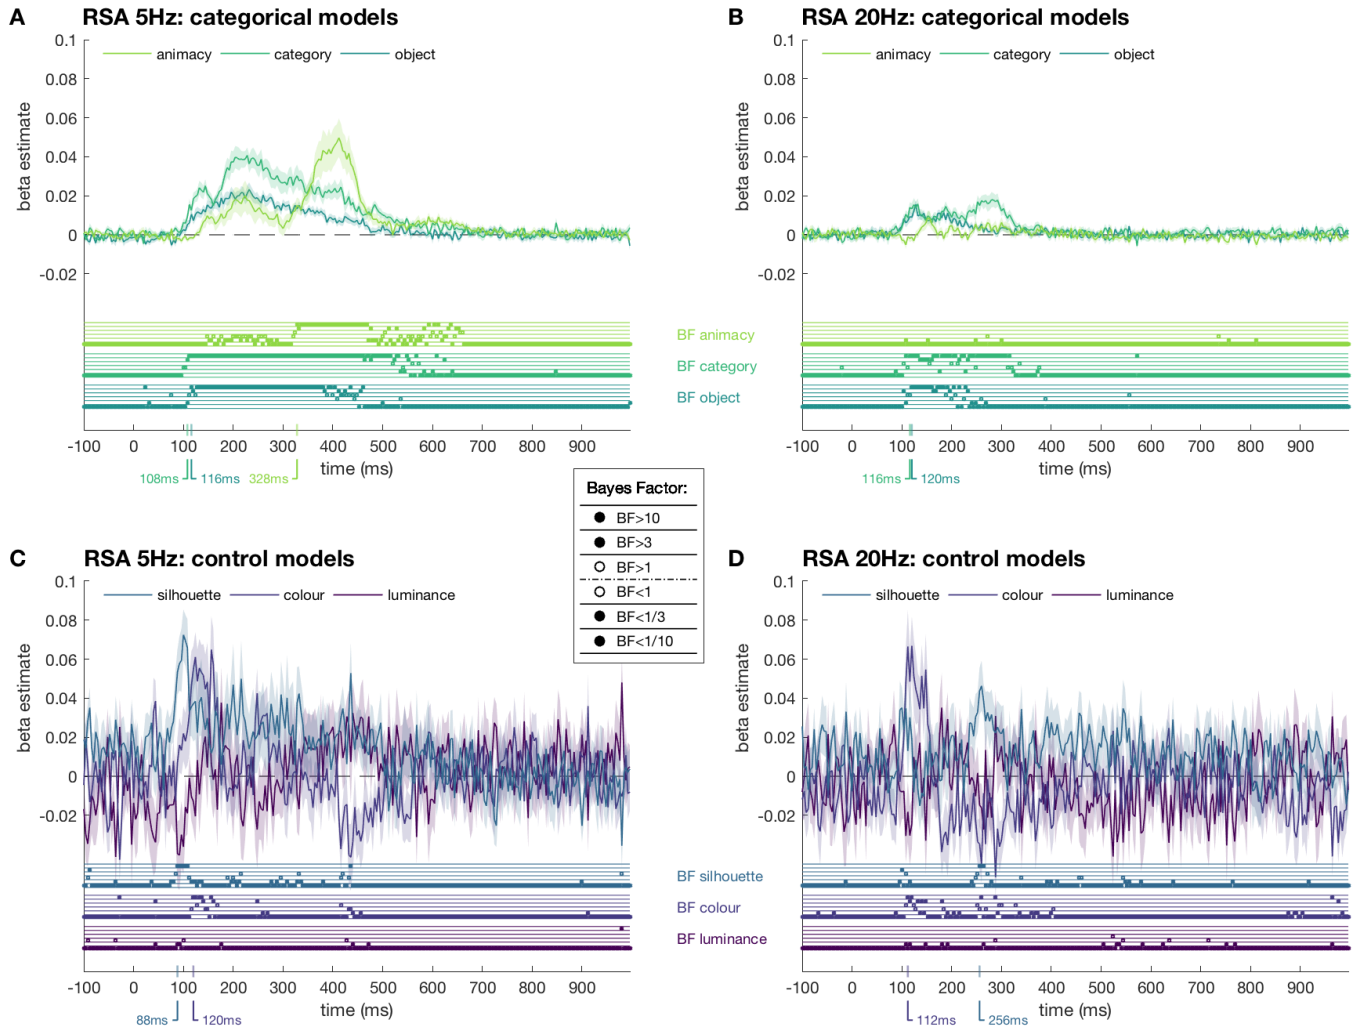 A RSA 5Hz: categorical models
0.1
0.08
0.06
0.04
0.02
0
-0.02
beta estimate
animacy category object
-100 0 100 200 300 400 500 600 700 800 900
time (ms)
108ms 116ms 328ms
B RSA 20Hz: categorical models
0.1
0.08
0.06
0.04
0.02
0
-0.02
beta estimate
animacy category object
BF animacy
BF category
BF object
-100 0 100 200 300 400 500 600 700 800 900
time (ms)
116ms 120ms
Bayes Factor:
BF>10
BF>3
BF>1
BF<1
BF<1/3
BF<1/10
C RSA 5Hz: control models
0.1
0.08
0.06
0.04
0.02
0
-0.02
beta estimate
silhouette colour luminance
-100 0 100 200 300 400 500 600 700 800 900
time (ms)
88ms 120ms
D RSA 20Hz: control models
0.1
0.08
0.06
0.04
0.02
0
-0.02
beta estimate
silhouette colour luminance
BF silhouette
BF colour
BF luminance
-100 0 100 200 300 400 500 600 700 800 900
time (ms)
112ms 256ms